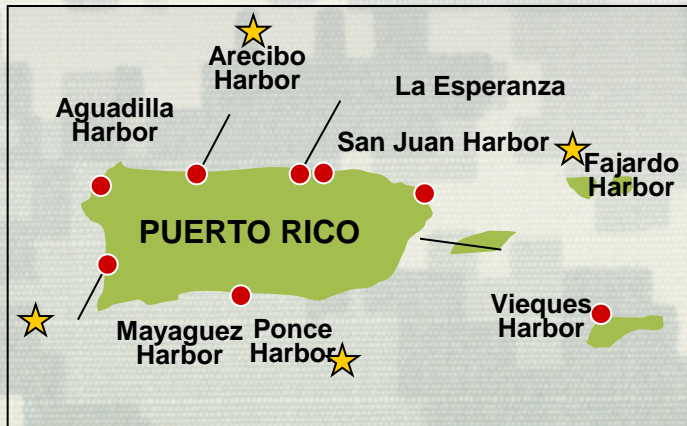 Arecibo
Harbor
La Esperanza
Aguadilla
Harbor
San Juan Harbor
Fajardo
Harbor
PUERTO RICO
Vieques
Harbor
Mayaguez
Harbor
Ponce
Harbor